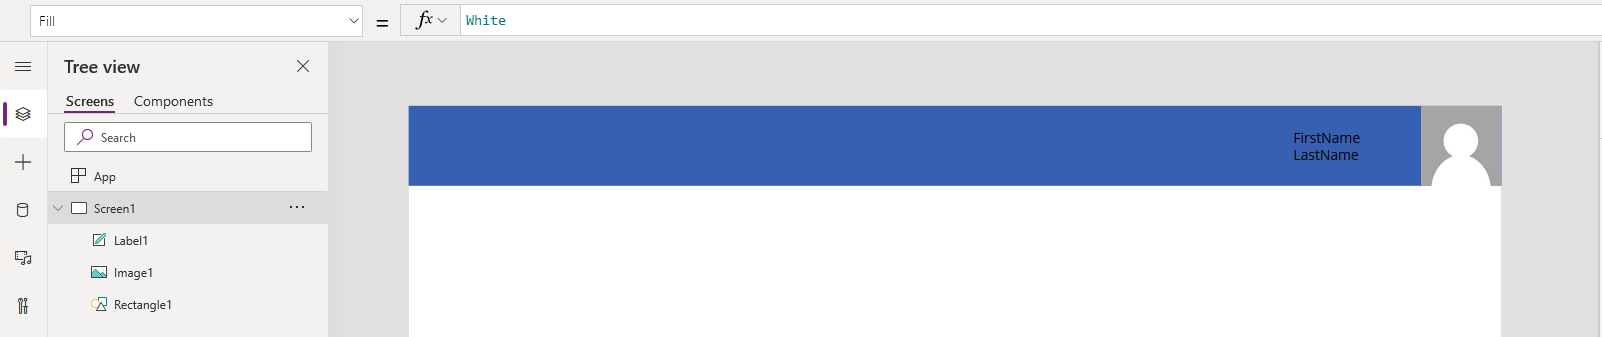 Fill = fx White
Tree view
Screens Components
Search
App
Screen1
Label1
Image1
Rectangle1
FirstName
LastName